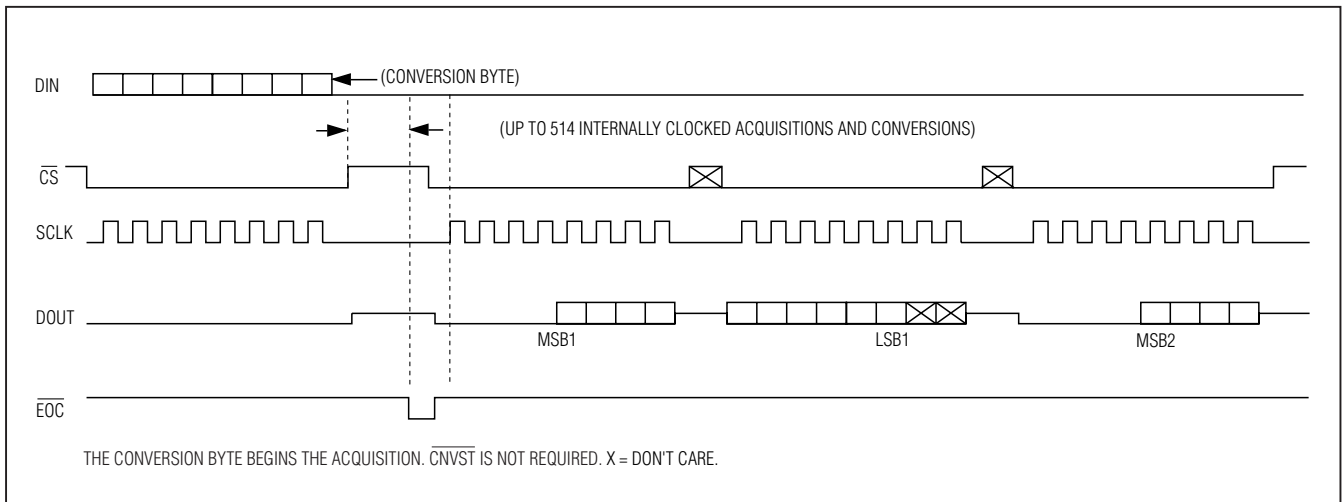 DIN
(CONVERSION BYTE)
(UP TO 514 INTERNALLY CLOCKED ACQUISITIONS AND CONVERSIONS)
CS
SCLK
DOUT
MSB1
LSB1
MSB2
EOC
THE CONVERSION BYTE BEGINS THE ACQUISITION. CNVST IS NOT REQUIRED. X = DON'T CARE.